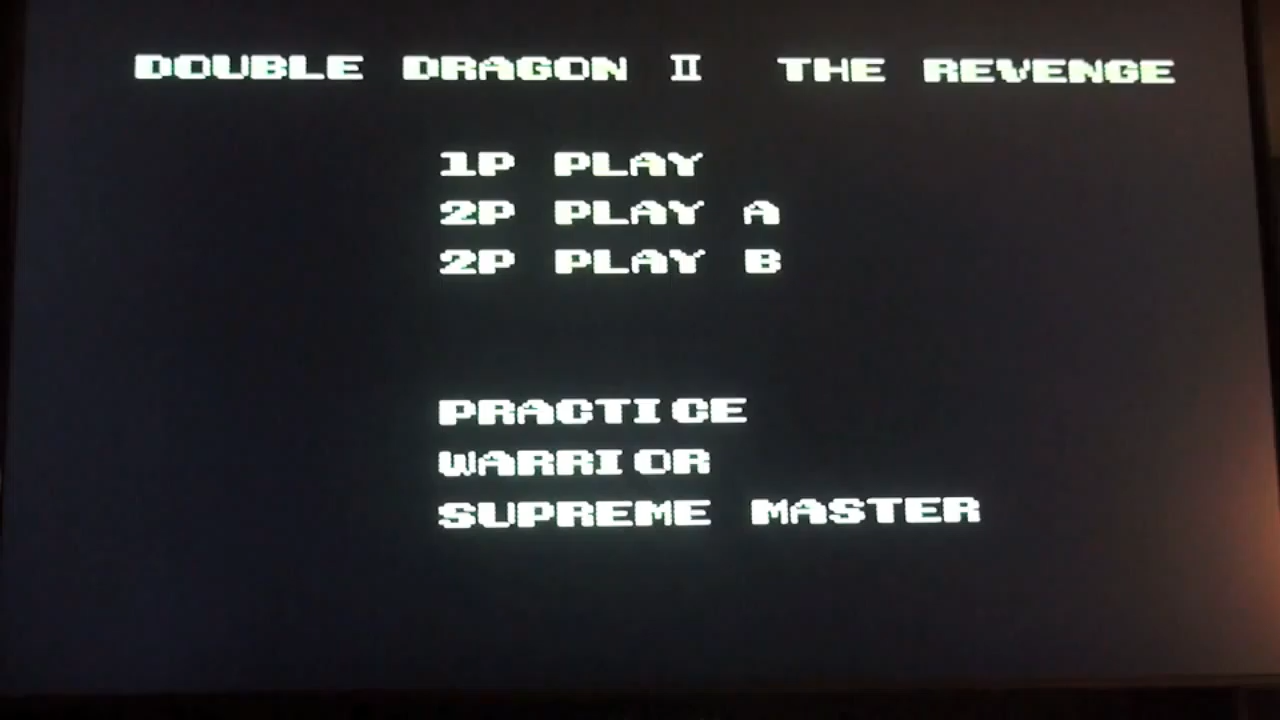 DOUBLE DRAGON II THE REVENGE
1P PLAY
2P PLAY A
2P PLAY B
PRACTICE
WARRIOR
SUPREME MASTER